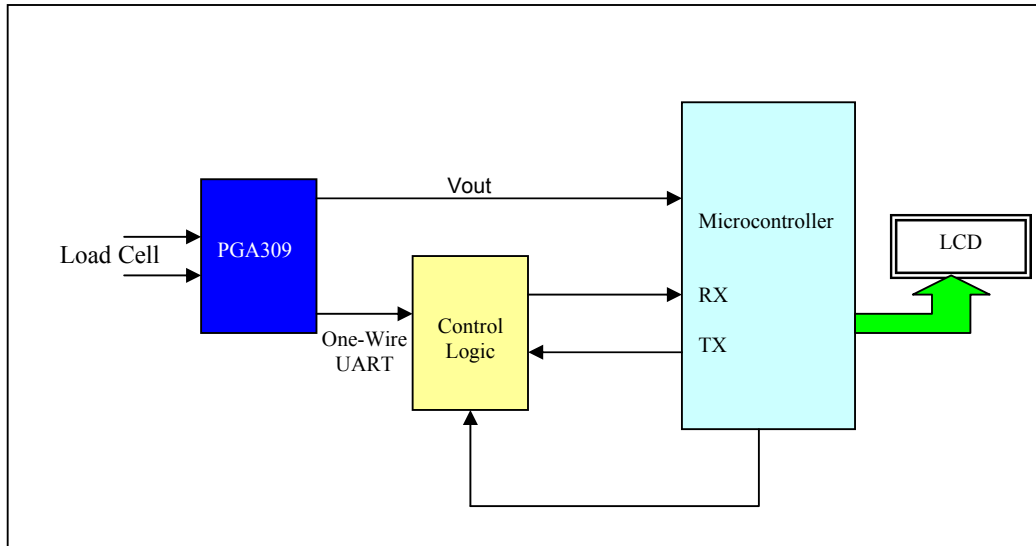 Vout
Microcontroller
PGA309
LCD
Load Cell
RX
One-Wire
UART
Control
Logic
TX